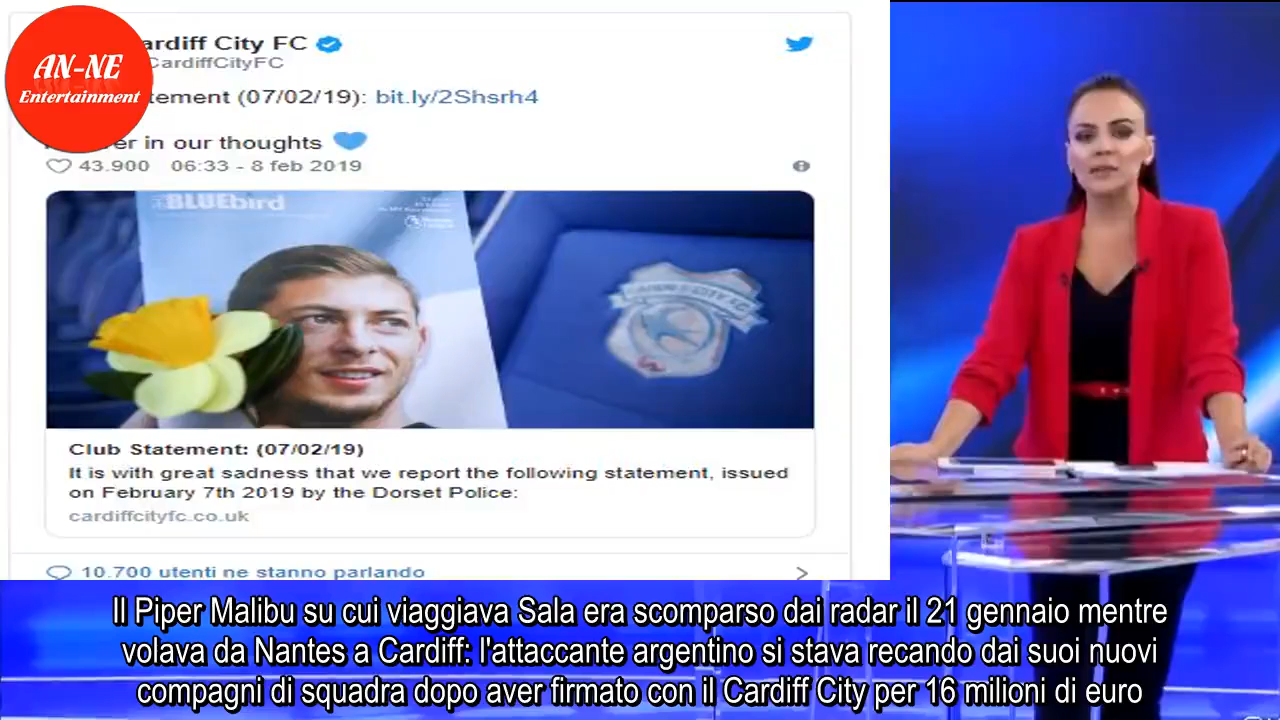 AN-NE
Entertainment
ardiff City FC
CardiffCityFC
tement (07/02/19): bit.ly/2Shsrh4
er in our thoughts 💙
43.900 06:33 - 8 feb 2019
BLUEbird
CARDIFF CITY FC
Club Statement: (07/02/19)
It is with great sadness that we report the following statement, issued
on February 7th 2019 by the Dorset Police:
cardiffcityfc.co.uk
10.700 utenti ne stanno parlando
Il Piper Malibu su cui viaggiava Sala era scomparso dai radar il 21 gennaio mentre
volava da Nantes a Cardiff: l'attaccante argentino si stava recando dai suoi nuovi
compagni di squadra dopo aver firmato con il Cardiff City per 16 milioni di euro